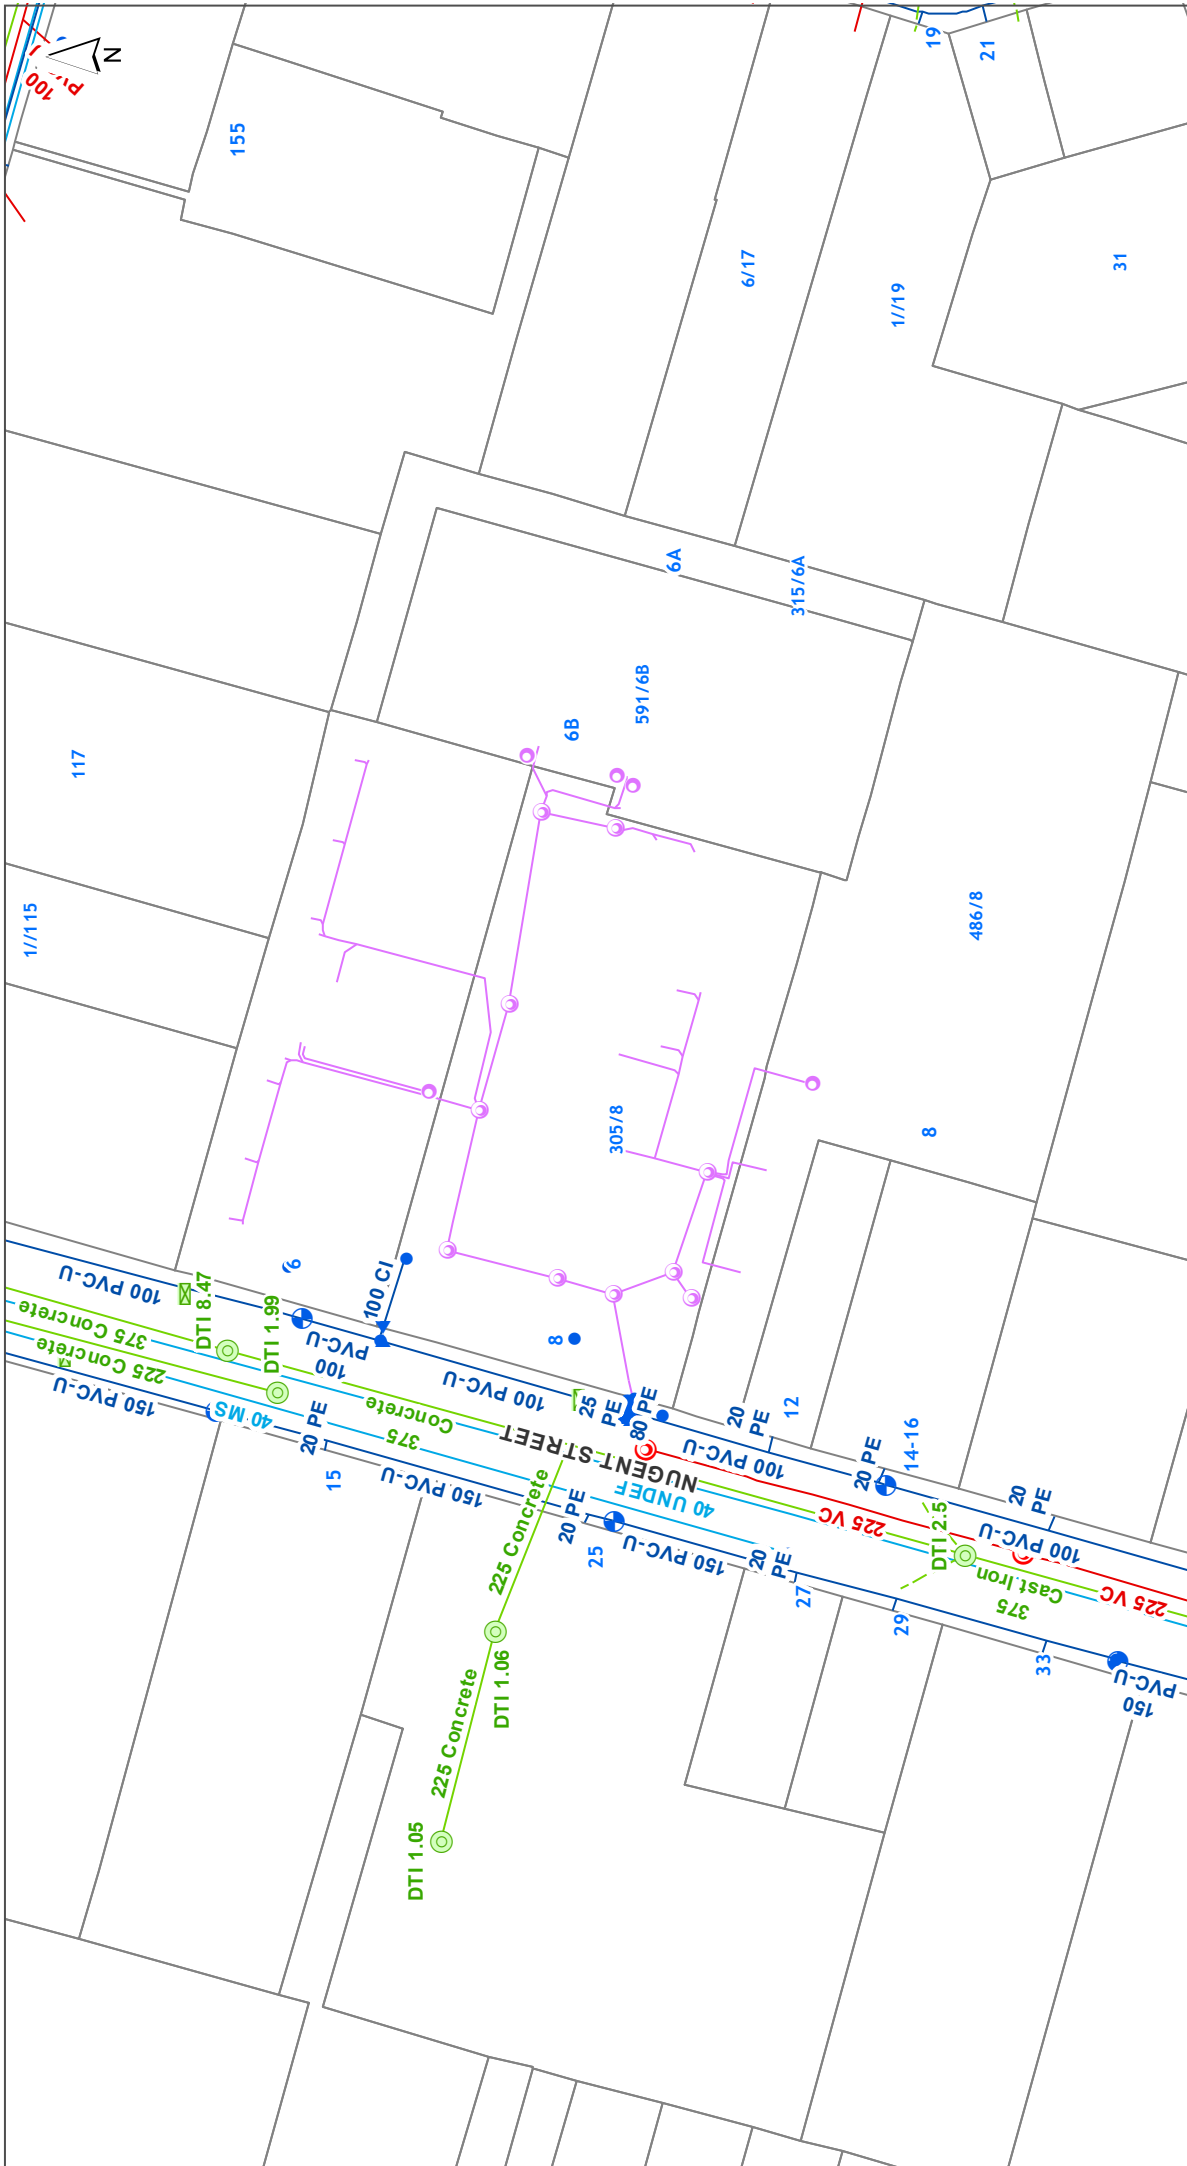 N
100
155
19
21
6/17
1//19
31
6A
315/6A
591/6B
6B
117
1//115
486/8
305/8
8
6
100 PVC-U
DTI 8.47
DTI 1.99
100 CI
PVC-U
100
375 Concrete
225 Concrete
150 PVC-U
40 MS
20 PE
15
Concrete
375
100 PVC-U
8
25 PE
80 PE
NUGENT STREET
150 PVC-U
225 Concrete
40 UNDEF
100 PVC-U
20 PE
12
20 PE
14-16
20 PE
25
150 PVC-U
225 VC
20 PE
27
DTI 2.5
20 PE
100 PVC-U
Cast Iron
375
225 VC
29
33
PVC-U
150
DTI 1.06
225 Concrete
DTI 1.05